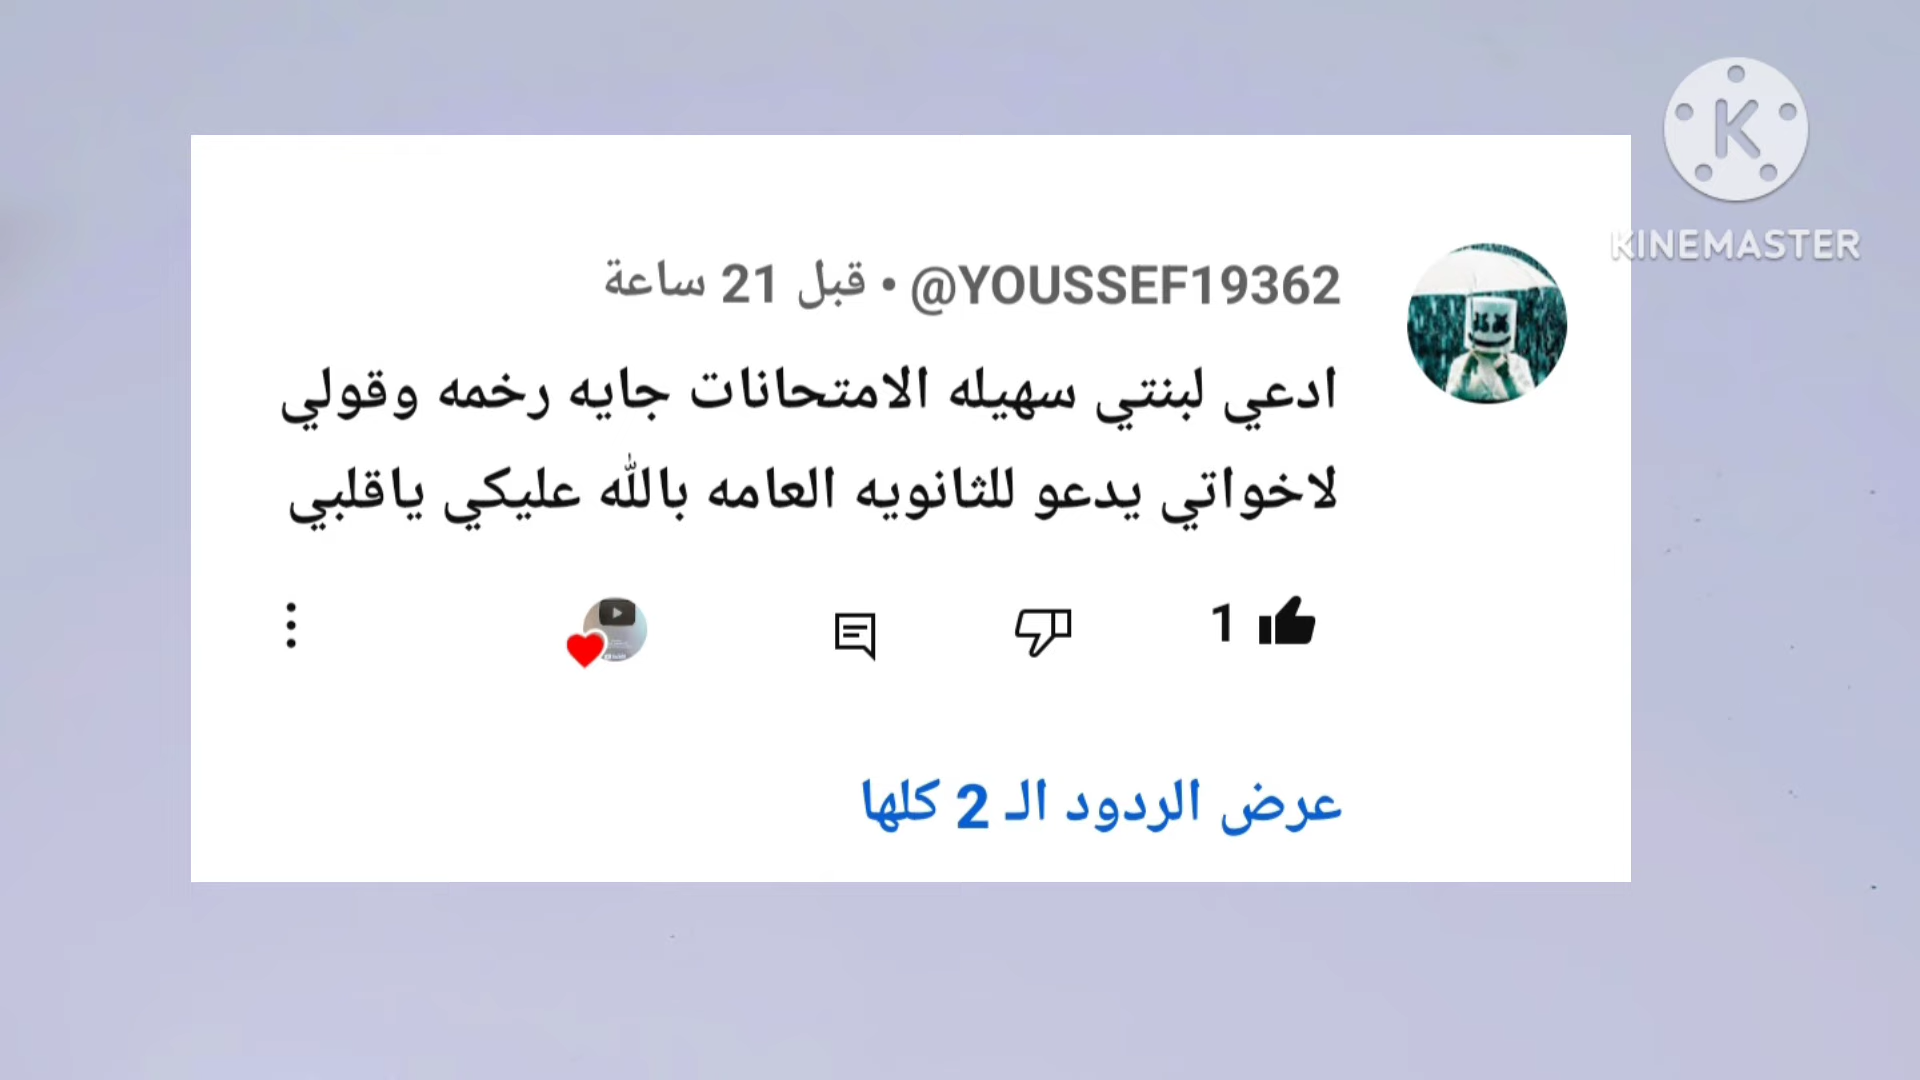 K
KINEMASTER
@YOUSSEF19362 • قبل 21 ساعة
ادعي لبنتي سهيله الامتحانات جايه رخمه وقولي
لاخواتي يدعو للثانويه العامه بالله عليكي ياقلبي
1
عرض الردود الـ 2 كلها